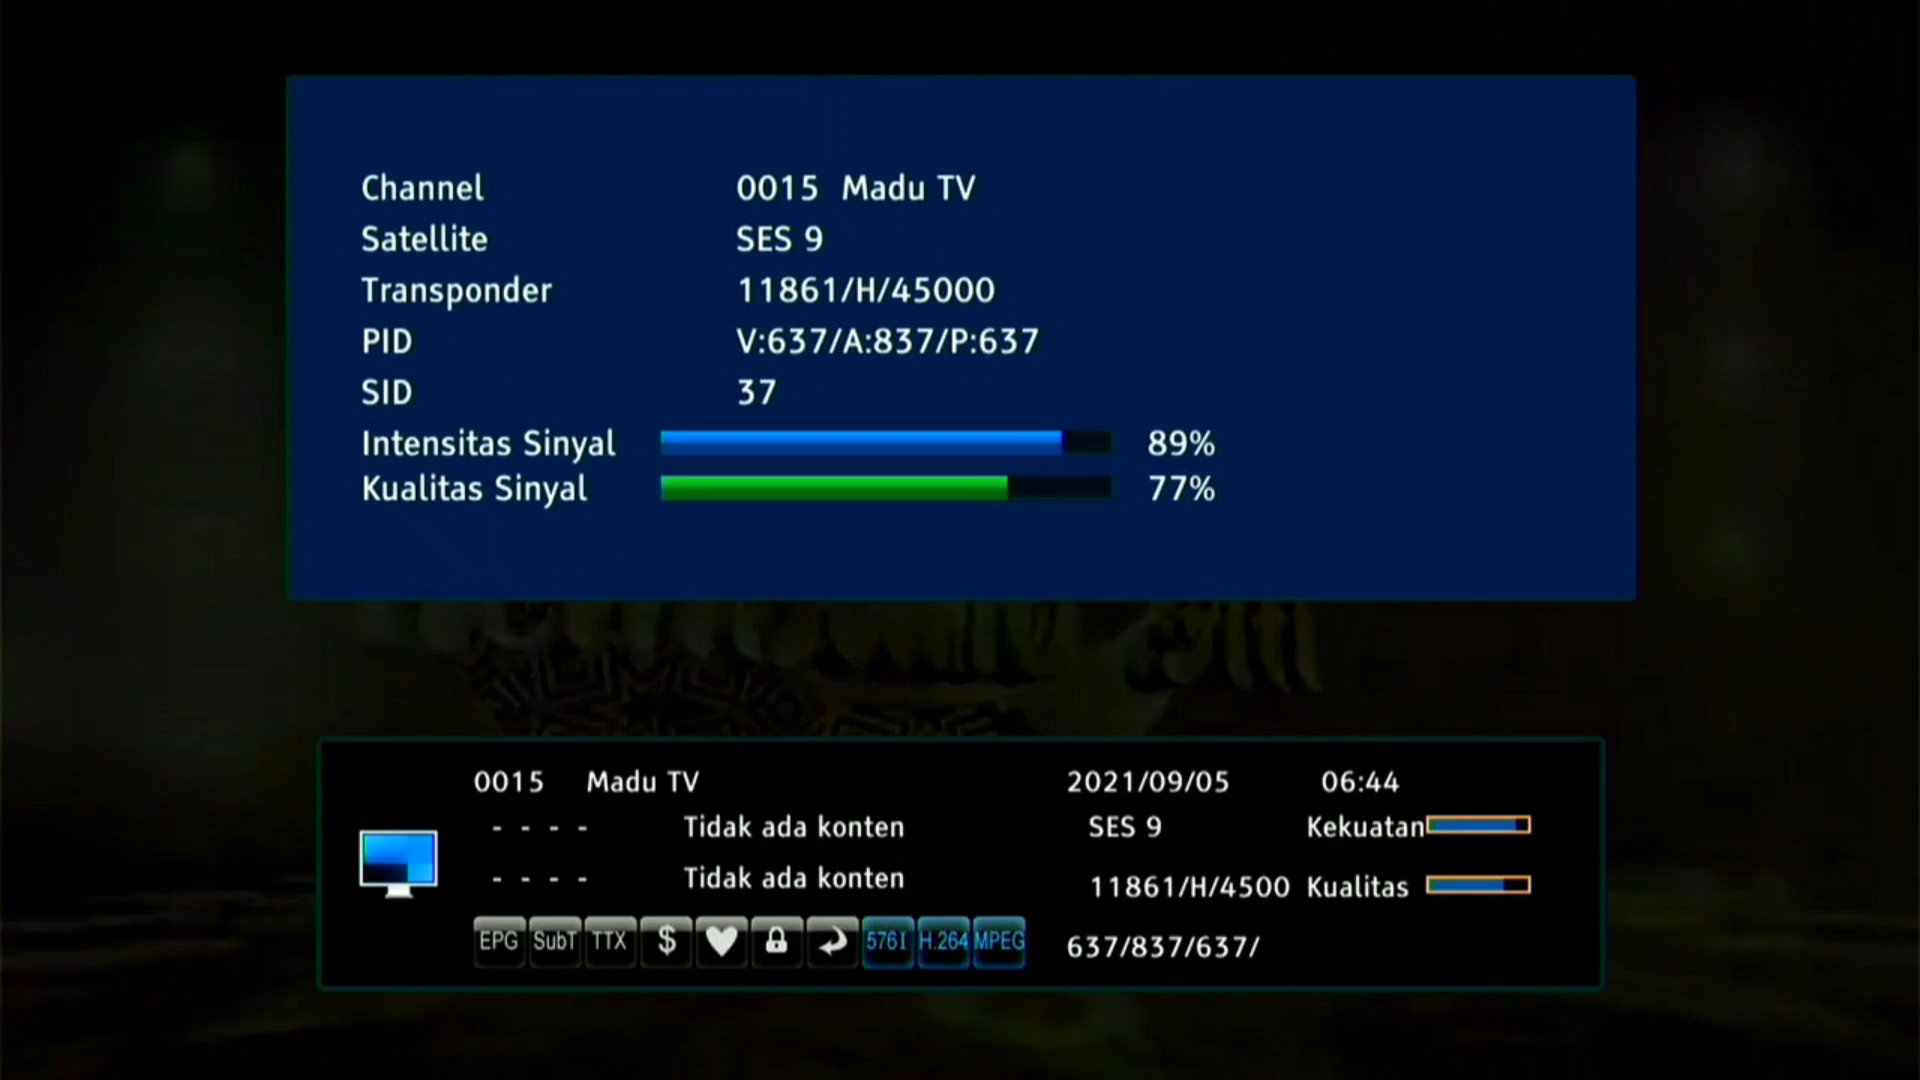 Channel 0015 Madu TV
Satellite SES 9
Transponder 11861/H/45000
PID V:637/A:837/P:637
SID 37
Intensitas Sinyal 89%
Kualitas Sinyal 77%
0015 Madu TV 2021/09/05 06:44
- - - - Tidak ada konten SES 9 Kekuatan
- - - - Tidak ada konten 11861/H/4500 Kualitas
EPG SubT TTX $ 576I H.264 MPEG 637/837/637/